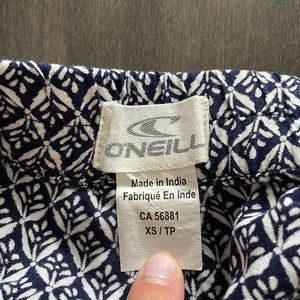 O'NEILL
Made in India
Fabriqué En Inde
CA 56881
XS / TP